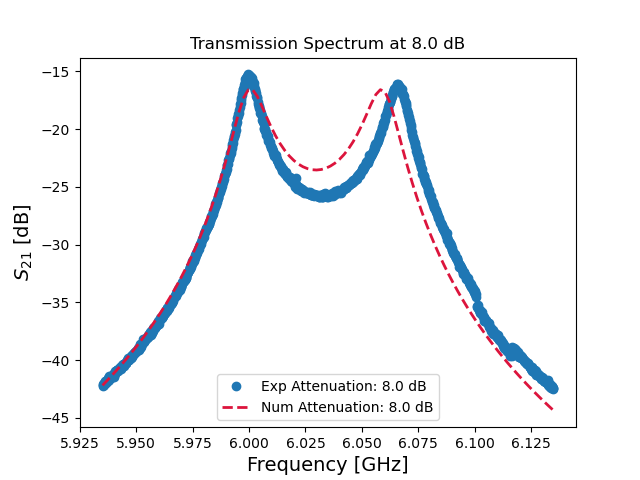 Transmission Spectrum at 8.0 dB
S₂₁ [dB]
−15
−20
−25
−30
−35
−40
−45
Exp Attenuation: 8.0 dB
Num Attenuation: 8.0 dB
5.925 5.950 5.975 6.000 6.025 6.050 6.075 6.100 6.125
Frequency [GHz]